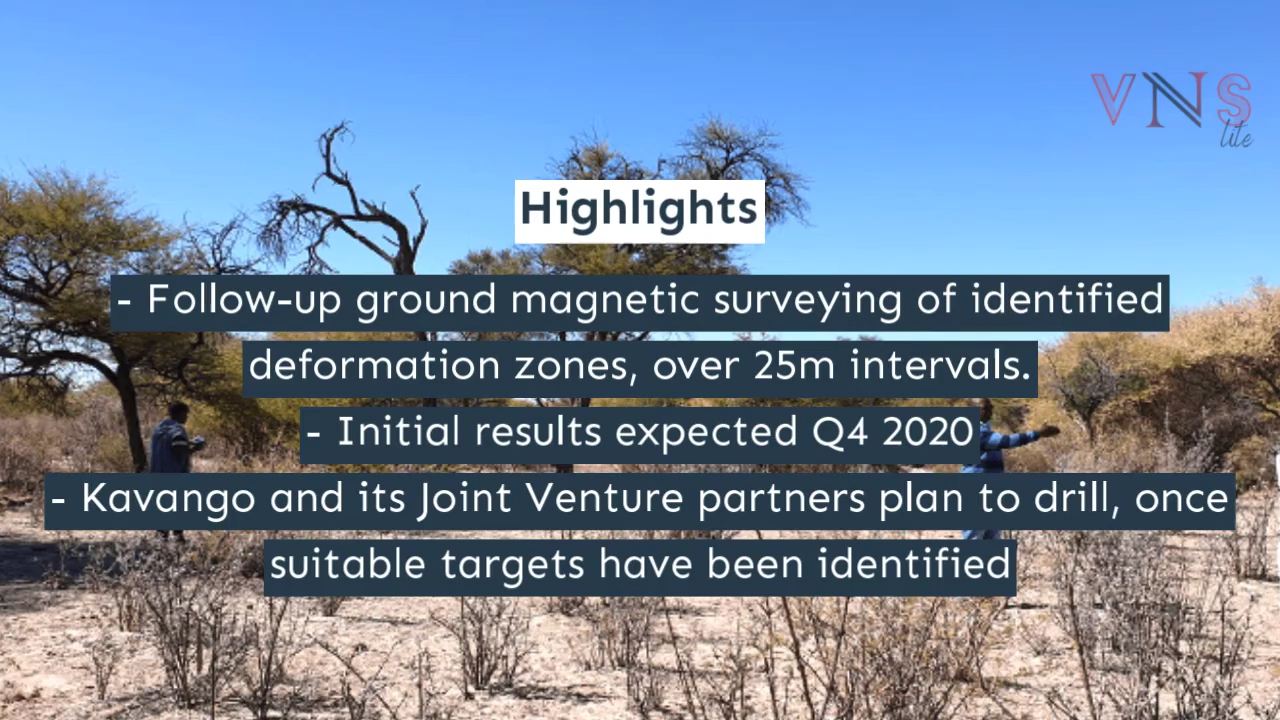 VNS
lite
Highlights
- Follow-up ground magnetic surveying of identified
deformation zones, over 25m intervals.
- Initial results expected Q4 2020
- Kavango and its Joint Venture partners plan to drill, once
suitable targets have been identified